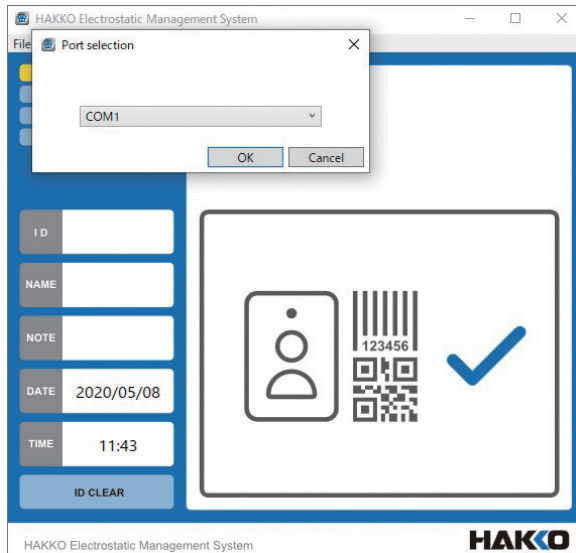 HAKKO Electrostatic Management System
File
Port selection
COM1
OK
Cancel
ID
NAME
NOTE
DATE 2020/05/08
TIME 11:43
ID CLEAR
123456
HAKKO Electrostatic Management System
HAKKO